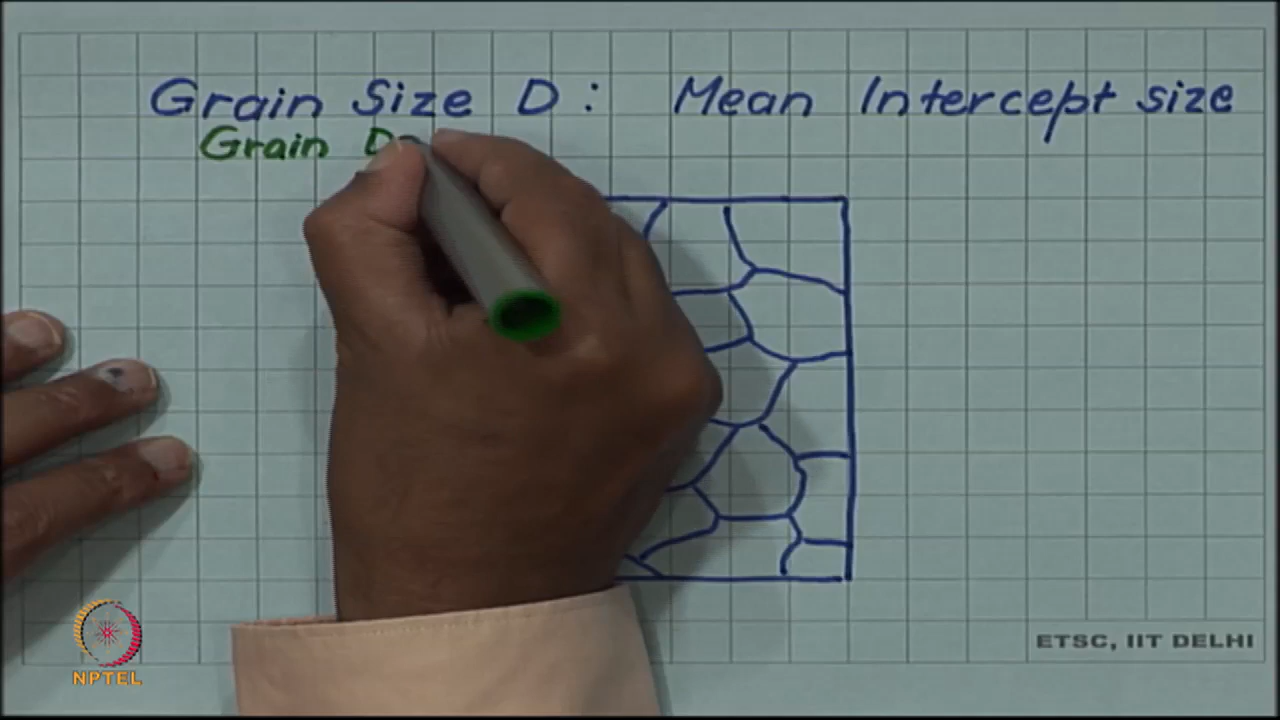 Grain Size D : Mean Intercept size
Grain
ETSC, IIT DELHI
NPTEL